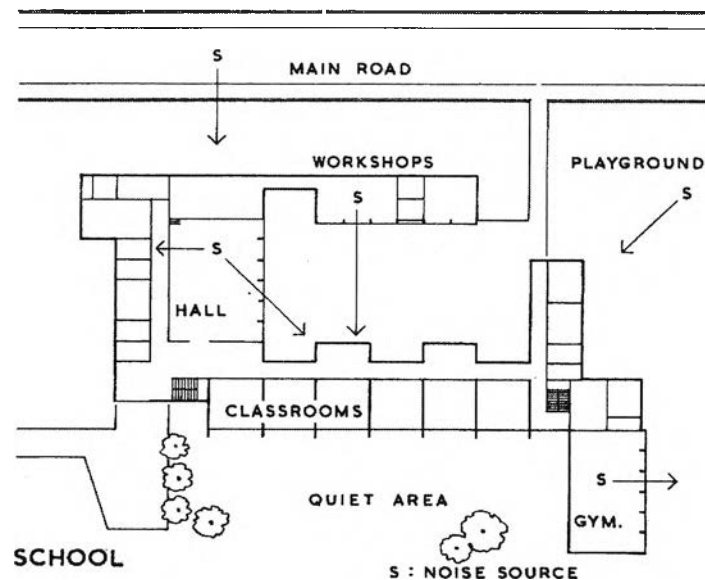 S
MAIN ROAD
WORKSHOPS
PLAYGROUND
S
S
S
HALL
CLASSROOMS
S
QUIET AREA
GYM.
SCHOOL
S : NOISE SOURCE